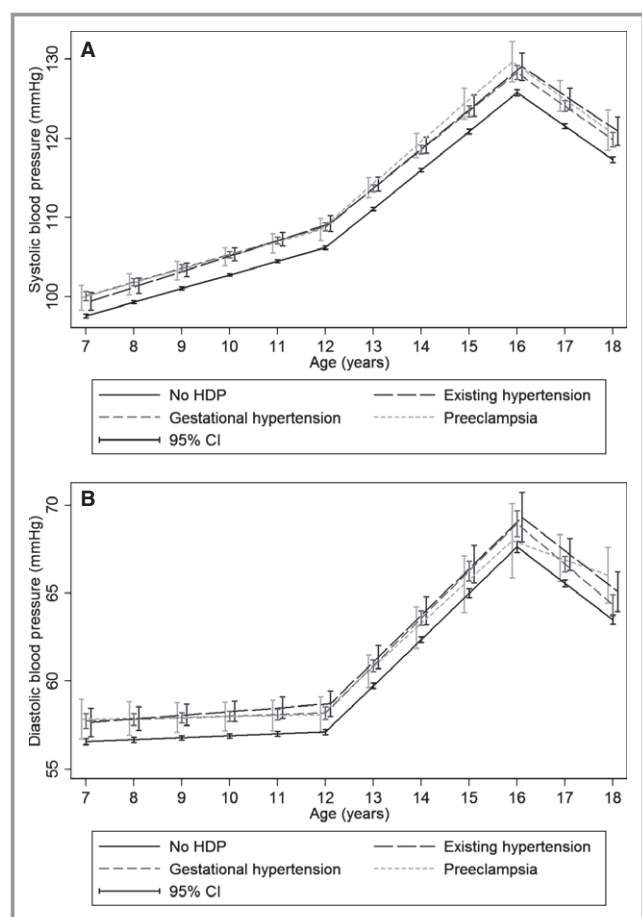 A
Systolic blood pressure (mmHg)
130
120
110
100
7 8 9 10 11 12 13 14 15 16 17 18
Age (years)
No HDP Existing hypertension
Gestational hypertension Preeclampsia
95% CI
B
Diastolic blood pressure (mmHg)
70
65
60
55
7 8 9 10 11 12 13 14 15 16 17 18
Age (years)
No HDP Existing hypertension
Gestational hypertension Preeclampsia
95% CI